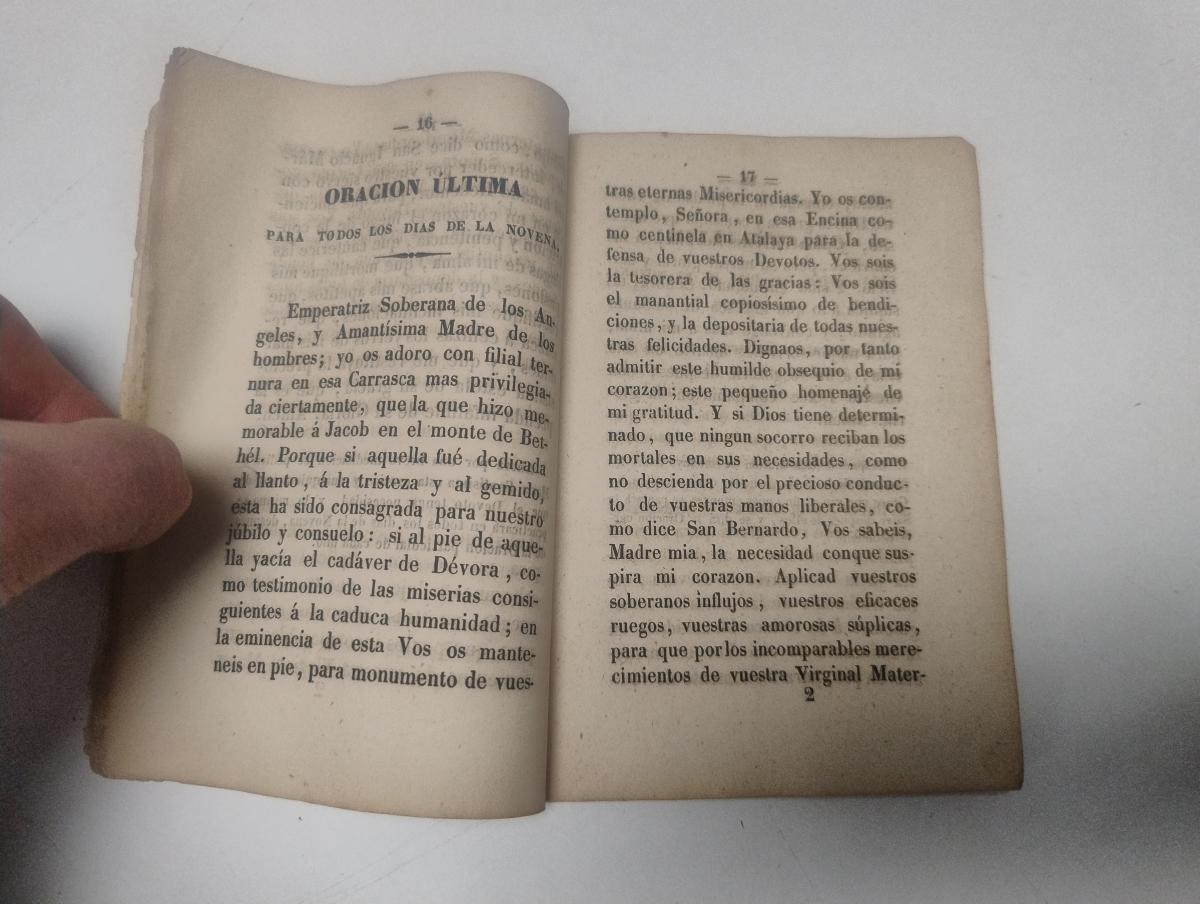 — 16 —
ORACION ÚLTIMA
PARA TODOS LOS DIAS DE LA NOVENA.
Emperatriz Soberana de los An-
geles, y Amantísima Madre de los
hombres; yo os adoro con filial ter-
nura en esa Carrasca mas privilegia-
da ciertamente, que la que hizo me-
morable á Jacob en el monte de Bet-
hél. Porque si aquella fué dedicada
al llanto, á la tristeza y al gemido,
esta ha sido consagrada para nuestro
júbilo y consuelo: si al pie de aque-
lla yacía el cadáver de Dévora, co-
mo testimonio de las miserias consi-
guientes á la caduca humanidad; en
la eminencia de esta Vos os mante-
neis en pie, para monumento de vues-
— 17 —
tras eternas Misericordias. Yo os con-
templo, Señora, en esa Encina co-
mo centinela en Atalaya para la de-
fensa de vuestros Devotos. Vos sois
la tesorera de las gracias: Vos sois
el manantial copiosísimo de bendi-
ciones, y la depositaria de todas nues-
tras felicidades. Dignaos, por tanto
admitir este humilde obsequio de mi
corazon; este pequeño homenaje de
mi gratitud. Y si Dios tiene determi-
nado, que ningun socorro reciban los
mortales en sus necesidades, como
no descienda por el precioso conduc-
to de vuestras manos liberales, co-
mo dice San Bernardo, Vos sabeis,
Madre mia, la necesidad conque sus-
pira mi corazon. Aplicad vuestros
soberanos influjos, vuestros eficaces
ruegos, vuestras amorosas súplicas,
para que por los incomparables mere-
cimientos de vuestra Virginal Mater-
2